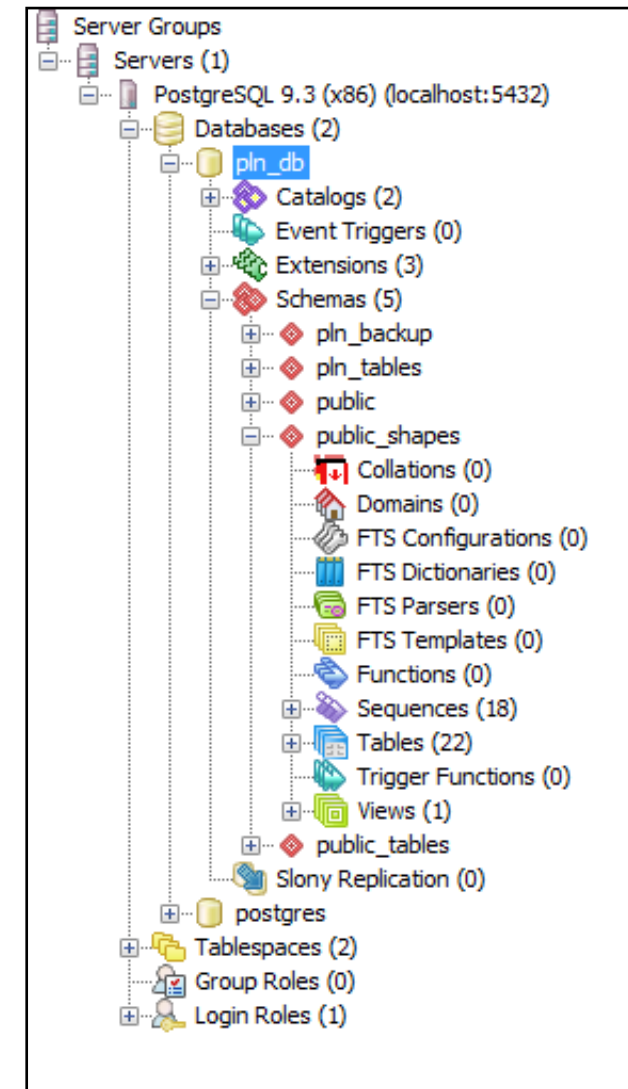 Server Groups
Servers (1)
PostgreSQL 9.3 (x86) (localhost:5432)
Databases (2)
pln_db
Catalogs (2)
Event Triggers (0)
Extensions (3)
Schemas (5)
pln_backup
pln_tables
public
public_shapes
Collations (0)
Domains (0)
FTS Configurations (0)
FTS Dictionaries (0)
FTS Parsers (0)
FTS Templates (0)
Functions (0)
Sequences (18)
Tables (22)
Trigger Functions (0)
Views (1)
public_tables
Slony Replication (0)
postgres
Tablespaces (2)
Group Roles (0)
Login Roles (1)